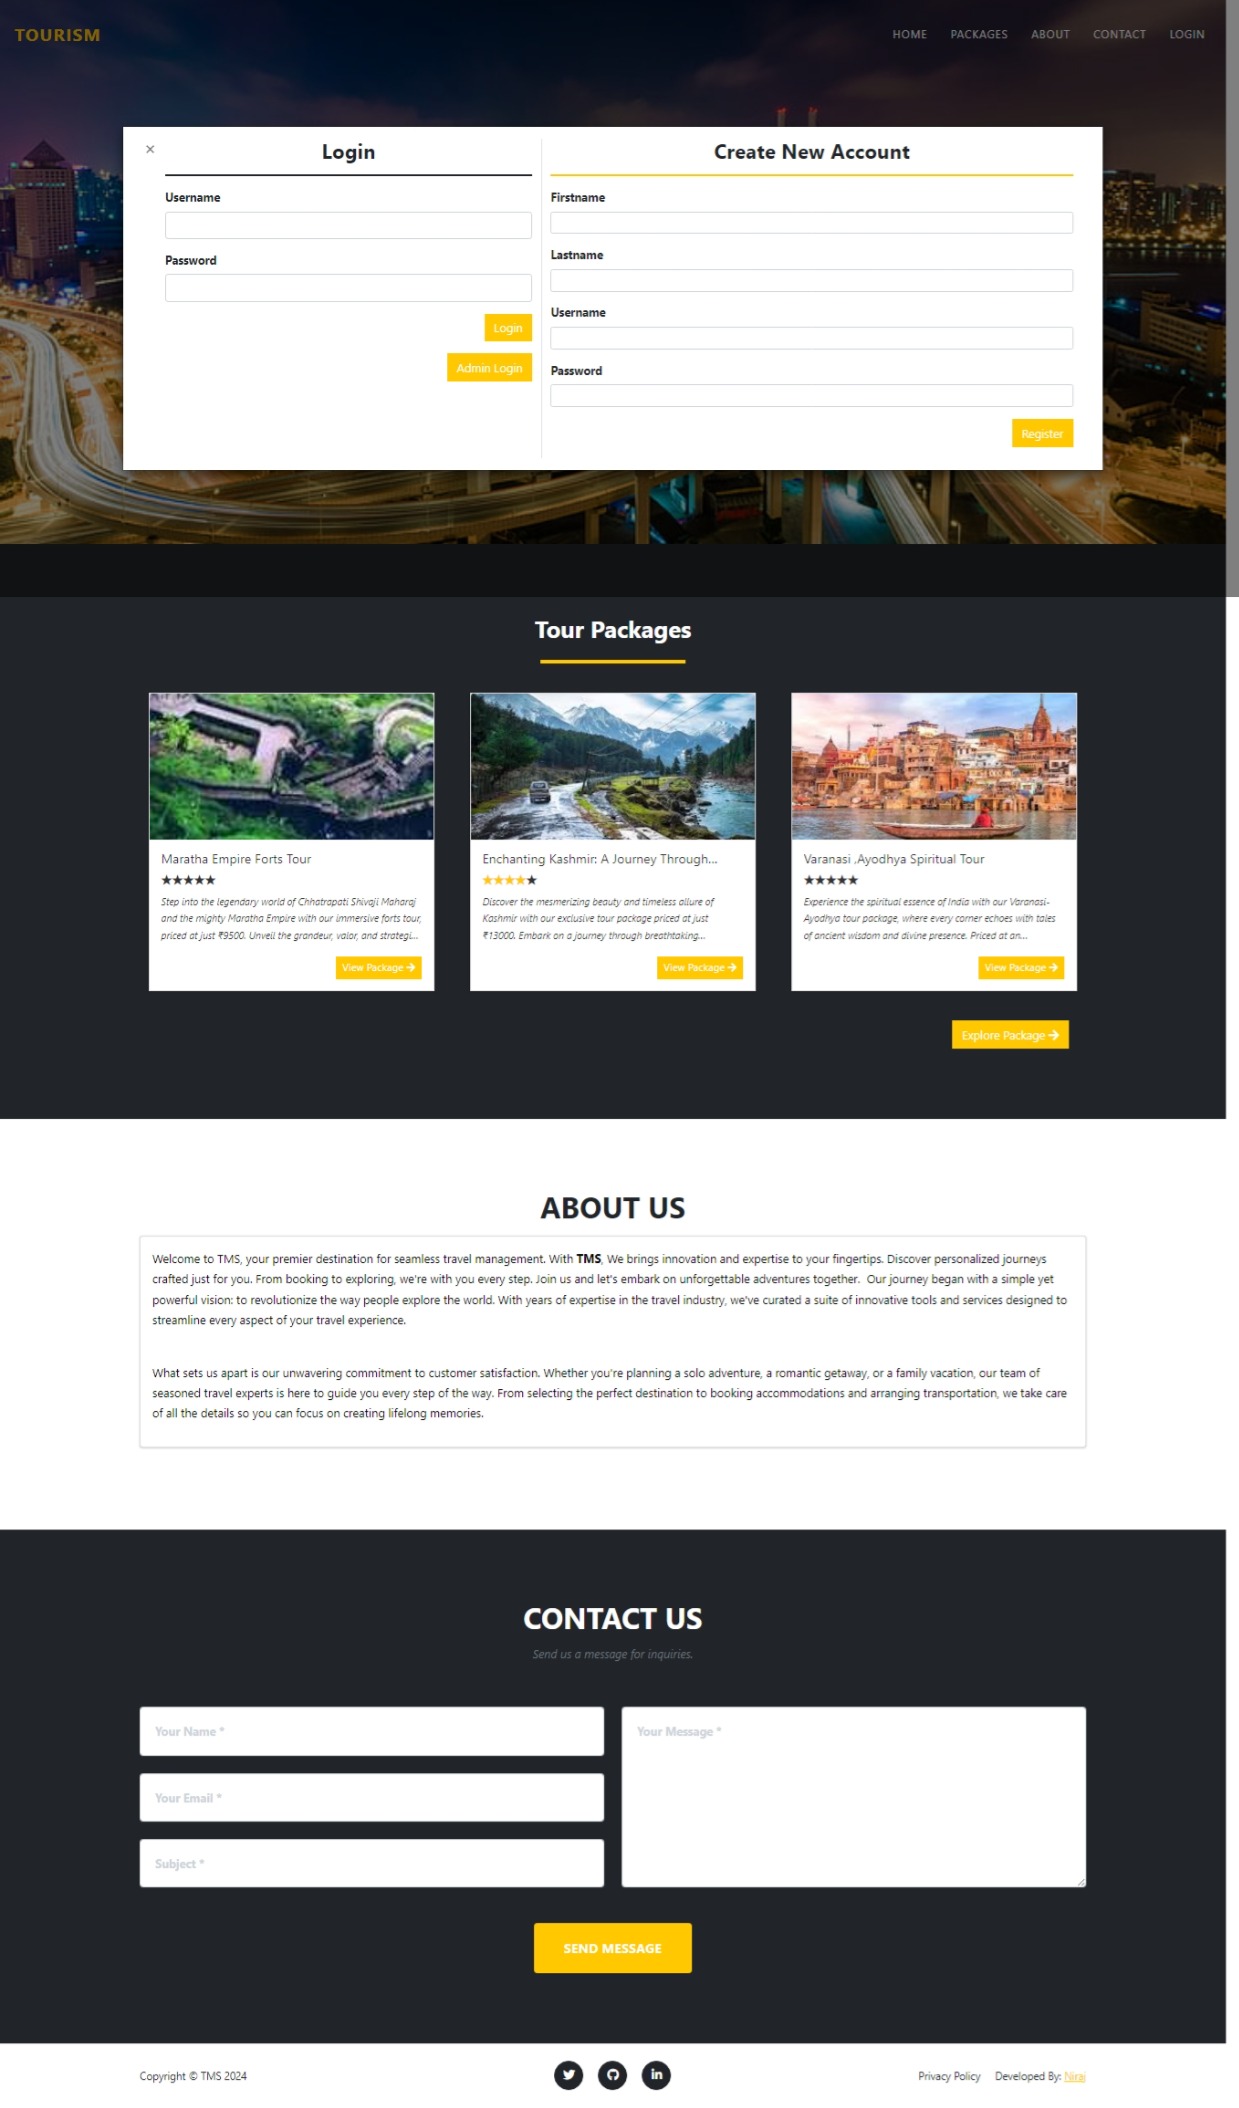 TOURISM
HOME PACKAGES ABOUT CONTACT LOGIN
×
Login
Username
Password
Login
Admin Login
Create New Account
Firstname
Lastname
Username
Password
Register
Tour Packages
Maratha Empire Forts Tour
★★★★★
Step into the legendary world of Chhatrapati Shivaji Maharaj
and the mighty Maratha Empire with our immersive forts tour,
priced at just ₹9500. Unveil the grandeur, valor, and strategi...
View Package →
Enchanting Kashmir: A Journey Through...
★★★★★
Discover the mesmerizing beauty and timeless allure of
Kashmir with our exclusive tour package priced at just
₹13000. Embark on a journey through breathtaking...
View Package →
Varanasi ,Ayodhya Spiritual Tour
★★★★★
Experience the spiritual essence of India with our Varanasi-
Ayodhya tour package, where every corner echoes with tales
of ancient wisdom and divine presence. Priced at an...
View Package →
Explore Package →
ABOUT US
Welcome to TMS, your premier destination for seamless travel management. With TMS, We brings innovation and expertise to your fingertips. Discover personalized journeys
crafted just for you. From booking to exploring, we're with you every step. Join us and let's embark on unforgettable adventures together. Our journey began with a simple yet
powerful vision: to revolutionize the way people explore the world. With years of expertise in the travel industry, we've curated a suite of innovative tools and services designed to
streamline every aspect of your travel experience.
What sets us apart is our unwavering commitment to customer satisfaction. Whether you're planning a solo adventure, a romantic getaway, or a family vacation, our team of
seasoned travel experts is here to guide you every step of the way. From selecting the perfect destination to booking accommodations and arranging transportation, we take care
of all the details so you can focus on creating lifelong memories.
CONTACT US
Send us a message for inquiries.
Your Name *
Your Email *
Subject *
Your Message *
SEND MESSAGE
Copyright © TMS 2024
in
Privacy Policy Developed By: Niraj